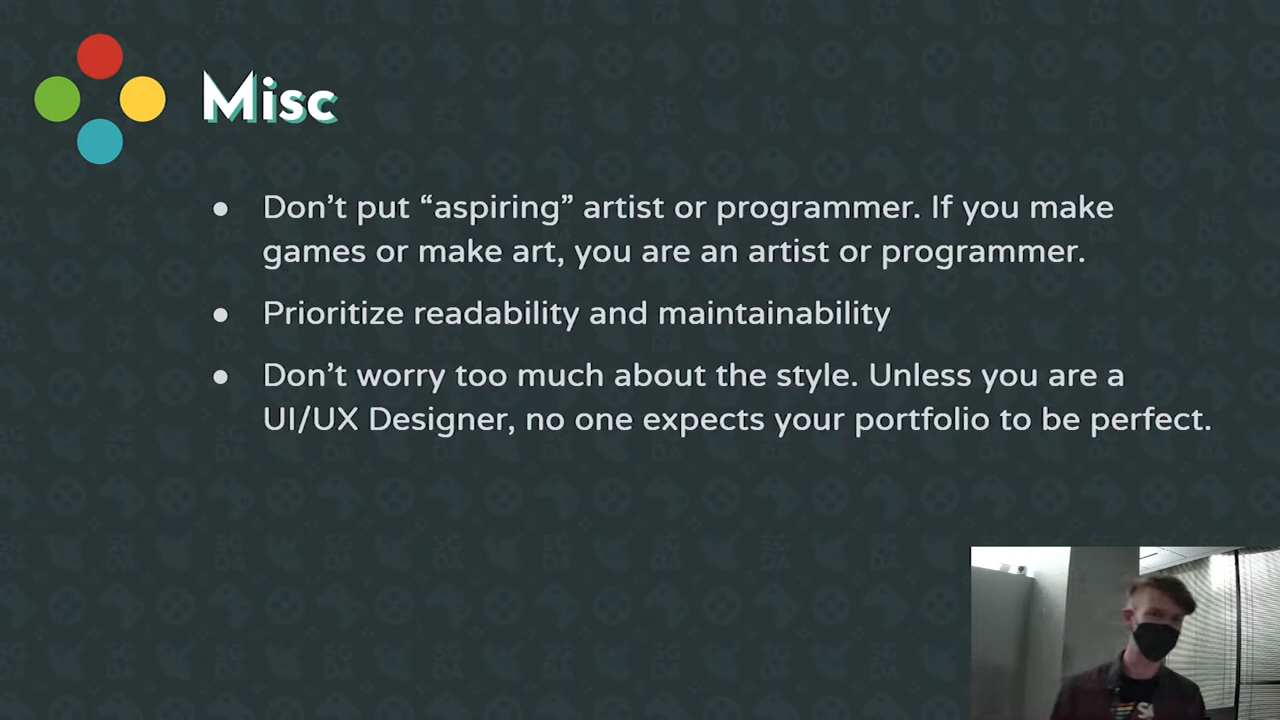 Misc
● Don't put “aspiring” artist or programmer. If you make
games or make art, you are an artist or programmer.
● Prioritize readability and maintainability
● Don't worry too much about the style. Unless you are a
UI/UX Designer, no one expects your portfolio to be perfect.